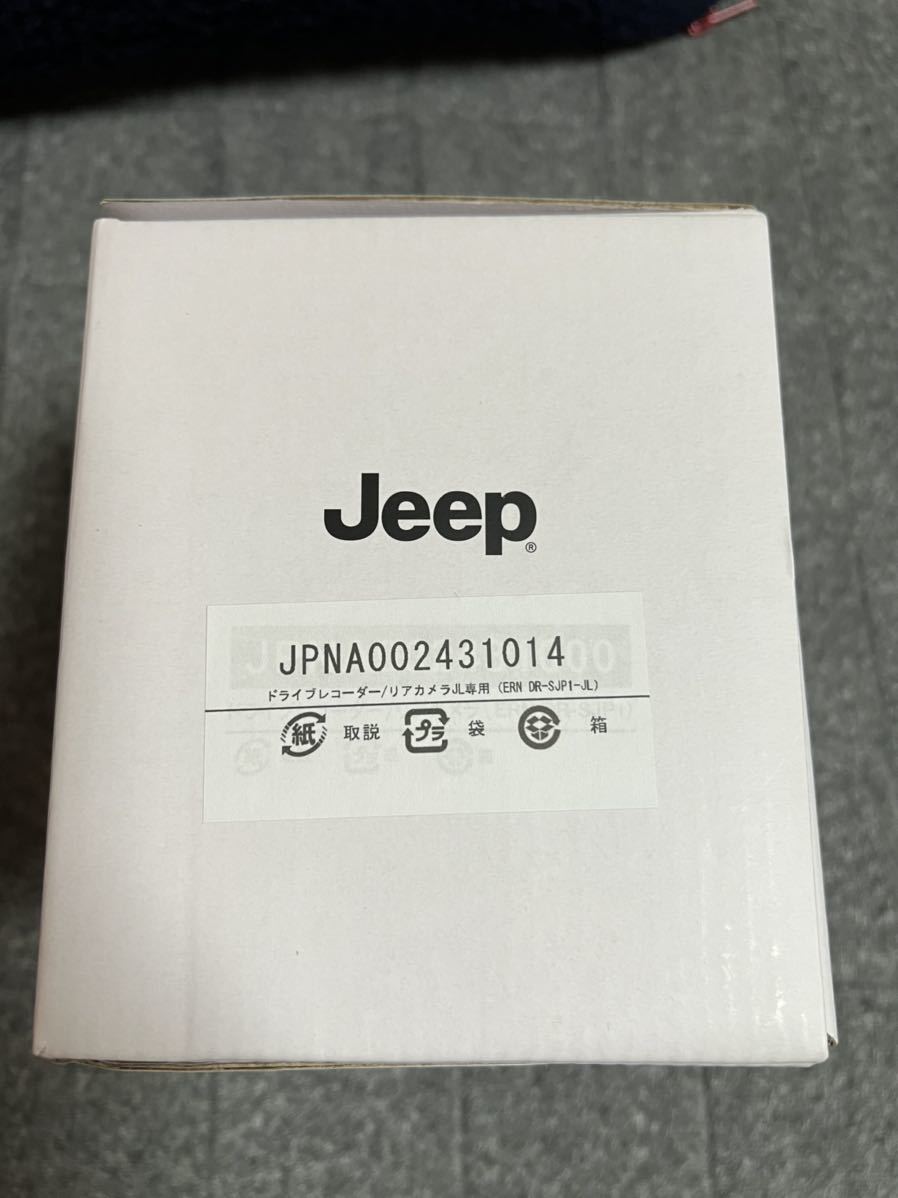 Jeep®
JPNA002431014
ドライブレコーダー/リアカメラJL専用 (ERN DR-SJP1-JL)
紙 取説 プラ 袋 箱